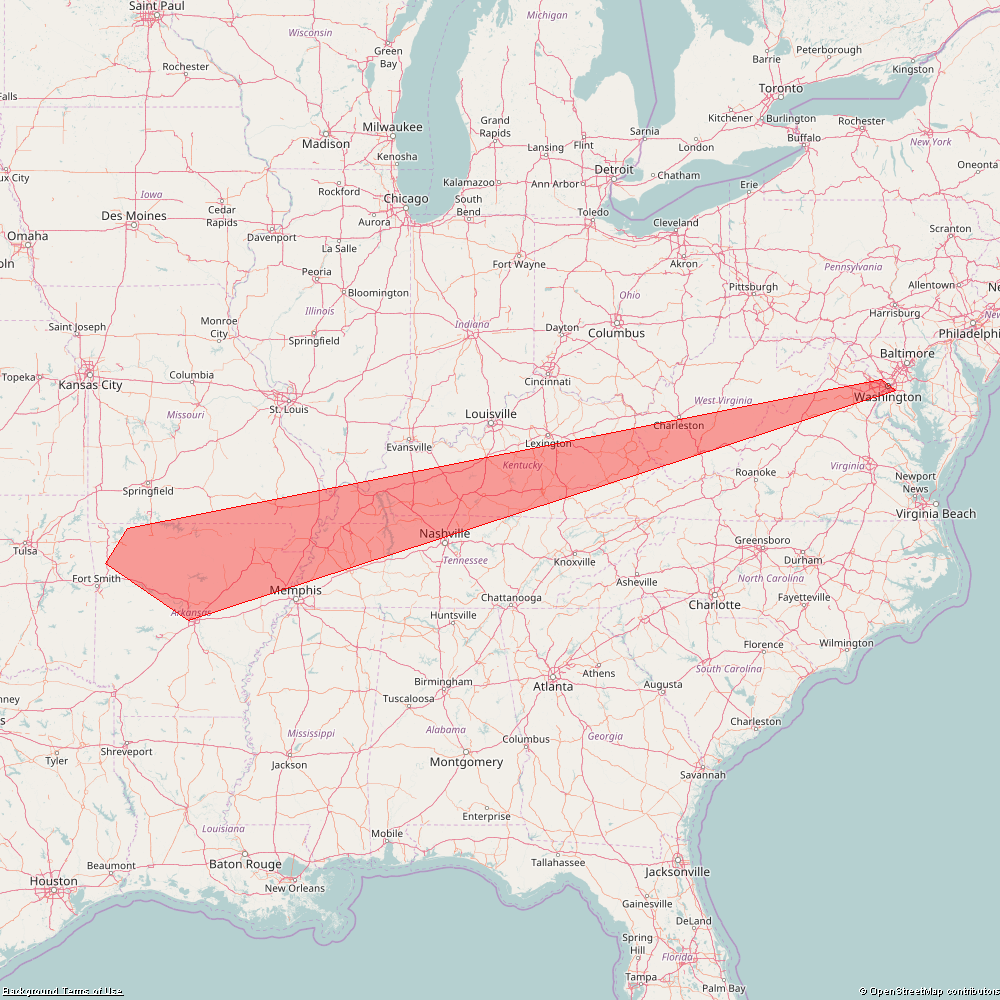 Saint Paul
Michigan
Wisconsin
Green
Bay
Peterborough
Barrie
Rochester
Kingston
Toronto
Falls
Grand
Rapids
Kitchener
Burlington
Rochester
Milwaukee
Sarnia
Buffalo
Madison
Lansing
Flint
London
New York
Kenosha
Oneonta
Detroit
Chatham
ux City
Kalamazoo
Ann Arbor
Erie
Iowa
Rockford
Chicago
South
Bend
Cedar
Rapids
Des Moines
Aurora
Toledo
Cleveland
Scranton
Omaha
Davenport
La Salle
oln
Fort Wayne
Akron
Peoria
Pennsylvania
Bloomington
Pittsburgh
Allentown
Ne
Ohio
Illinois
Harrisburg
New
Saint Joseph
Monroe
City
Indiana
Dayton
Columbus
Philadelphi
Springfield
Baltimore
Topeka
Kansas City
Columbia
Cincinnati
St. Louis
Washington
West Virginia
Missouri
Louisville
Charleston
Evansville
Lexington
Kentucky
Virginia
Roanoke
Newport
News
Springfield
Virginia Beach
Nashville
Greensboro
Tulsa
Tennessee
Knoxville
Durham
Fort Smith
Asheville
North Carolina
Memphis
Chattanooga
Charlotte
Fayetteville
Arkansas
Huntsville
Florence
Wilmington
South Carolina
Athens
Birmingham
Atlanta
Augusta
nney
Tuscaloosa
s
Charleston
Mississippi
Alabama
Georgia
Columbus
Shreveport
Tyler
Jackson
Montgomery
Savannah
Enterprise
Louisiana
Mobile
Baton Rouge
Tallahassee
Beaumont
Jacksonville
Houston
New Orleans
Gainesville
DeLand
Spring
Hill
Florida
Tampa
Palm Bay
Background Terms of Use
© OpenStreetMap contributors